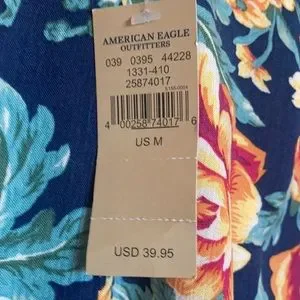 AMERICAN EAGLE
OUTFITTERS
039 0395 44228
1331-410
25874017
4 00258 74017 6
US M
USD 39.95